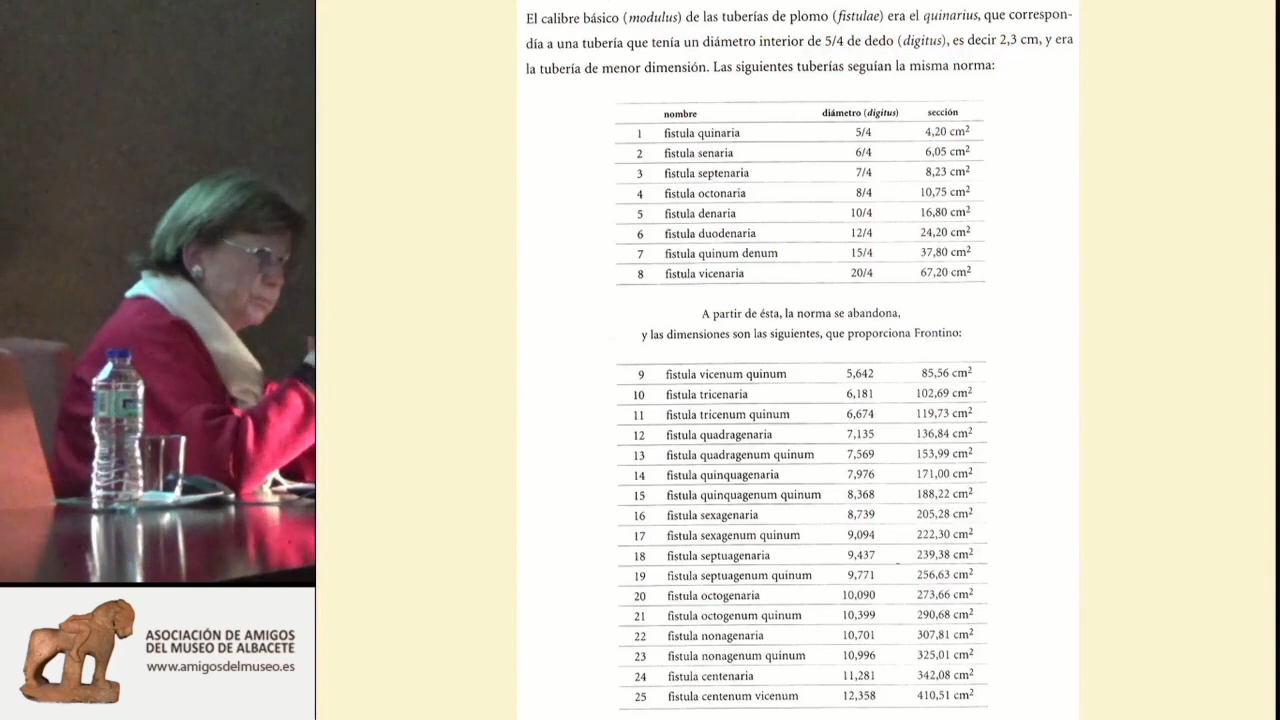 El calibre básico (modulus) de las tuberías de plomo (fistulae) era el quinarius, que correspon-
día a una tubería que tenía un diámetro interior de 5/4 de dedo (digitus), es decir 2,3 cm, y era
la tubería de menor dimensión. Las siguientes tuberías seguían la misma norma:
nombre diámetro (digitus) sección
1 fistula quinaria 5/4 4,20 cm²
2 fistula senaria 6/4 6,05 cm²
3 fistula septenaria 7/4 8,23 cm²
4 fistula octonaria 8/4 10,75 cm²
5 fistula denaria 10/4 16,80 cm²
6 fistula duodenaria 12/4 24,20 cm²
7 fistula quinum denum 15/4 37,80 cm²
8 fistula vicenaria 20/4 67,20 cm²
A partir de ésta, la norma se abandona,
y las dimensiones son las siguientes, que proporciona Frontino:
9 fistula vicenum quinum 5,642 85,56 cm²
10 fistula tricenaria 6,181 102,69 cm²
11 fistula tricenum quinum 6,674 119,73 cm²
12 fistula quadragenaria 7,135 136,84 cm²
13 fistula quadragenum quinum 7,569 153,99 cm²
14 fistula quinquagenaria 7,976 171,00 cm²
15 fistula quinquagenum quinum 8,368 188,22 cm²
16 fistula sexagenaria 8,739 205,28 cm²
17 fistula sexagenum quinum 9,094 222,30 cm²
18 fistula septuagenaria 9,437 239,38 cm²
19 fistula septuagenum quinum 9,771 256,63 cm²
20 fistula octogenaria 10,090 273,66 cm²
21 fistula octogenum quinum 10,399 290,68 cm²
22 fistula nonagenaria 10,701 307,81 cm²
23 fistula nonagenum quinum 10,996 325,01 cm²
24 fistula centenaria 11,281 342,08 cm²
25 fistula centenum vicenum 12,358 410,51 cm²
ASOCIACIÓN DE AMIGOS
DEL MUSEO DE ALBACETE
www.amigosdelmuseo.es